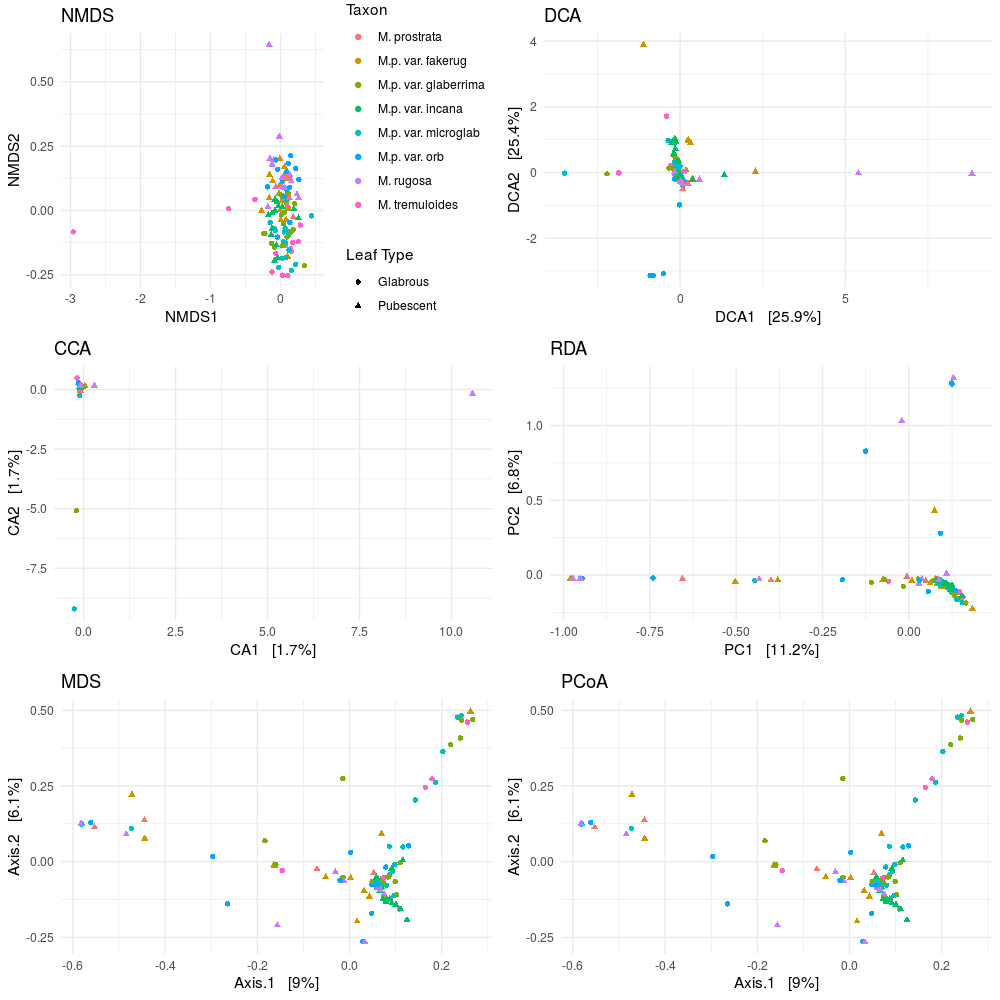 NMDS
0.50
0.25
0.00
-0.25
NMDS2
-3
-2
-1
0
NMDS1
Taxon
M. prostrata
M.p. var. fakerug
M.p. var. glaberrima
M.p. var. incana
M.p. var. microglab
M.p. var. orb
M. rugosa
M. tremuloides
Leaf Type
Glabrous
Pubescent
DCA
4
2
0
-2
DCA2 [25.4%]
0
5
DCA1 [25.9%]
CCA
0.0
-2.5
-5.0
-7.5
CA2 [1.7%]
0.0
2.5
5.0
7.5
10.0
CA1 [1.7%]
RDA
1.0
0.5
0.0
PC2 [6.8%]
-1.00
-0.75
-0.50
-0.25
0.00
PC1 [11.2%]
MDS
0.50
0.25
0.00
-0.25
Axis.2 [6.1%]
-0.6
-0.4
-0.2
0.0
0.2
Axis.1 [9%]
PCoA
0.50
0.25
0.00
-0.25
Axis.2 [6.1%]
-0.6
-0.4
-0.2
0.0
0.2
Axis.1 [9%]